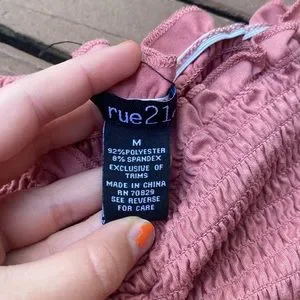 rue21
M
92%POLYESTER
8% SPANDEX
EXCLUSIVE OF
TRIMS
MADE IN CHINA
RN 70829
SEE REVERSE
FOR CARE